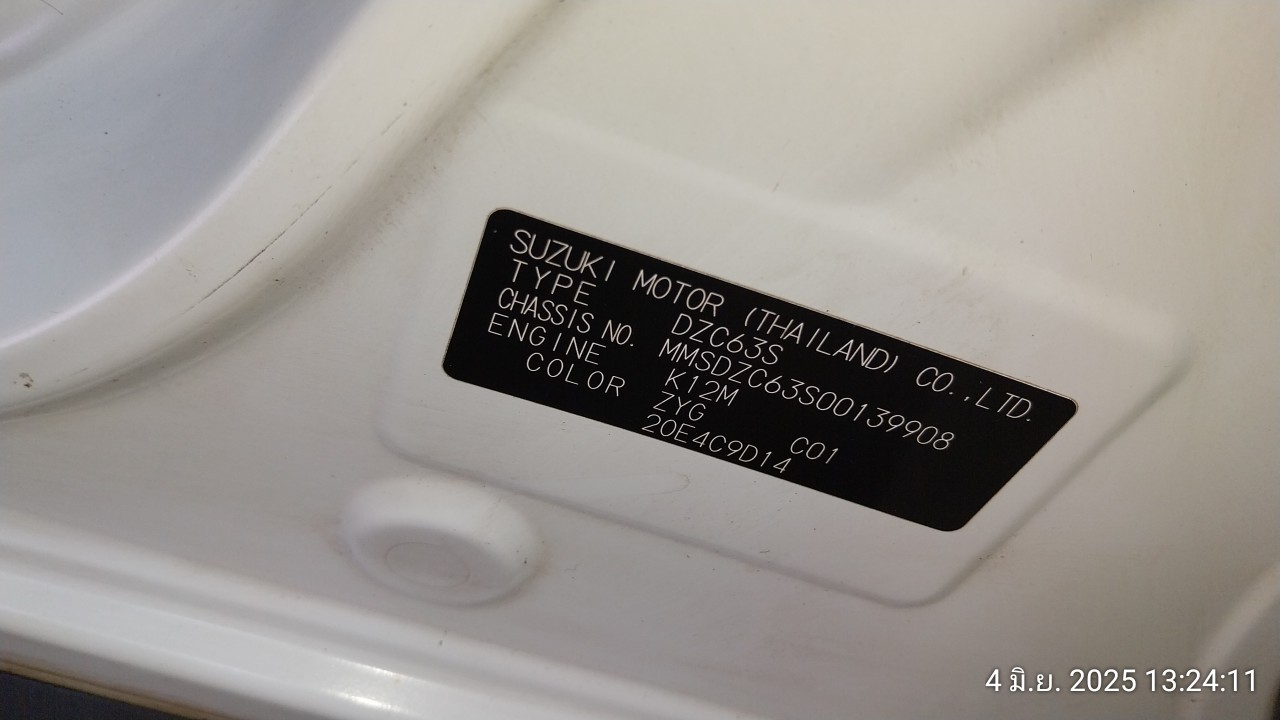 SUZUKI MOTOR (THAILAND) CO.,LTD.
TYPE DZC63S
CHASSIS NO. MMSDZC63S00139908
ENGINE K12M
COLOR ZYG C01
20E4C9D14
4 มิ.ย. 2025 13:24:11